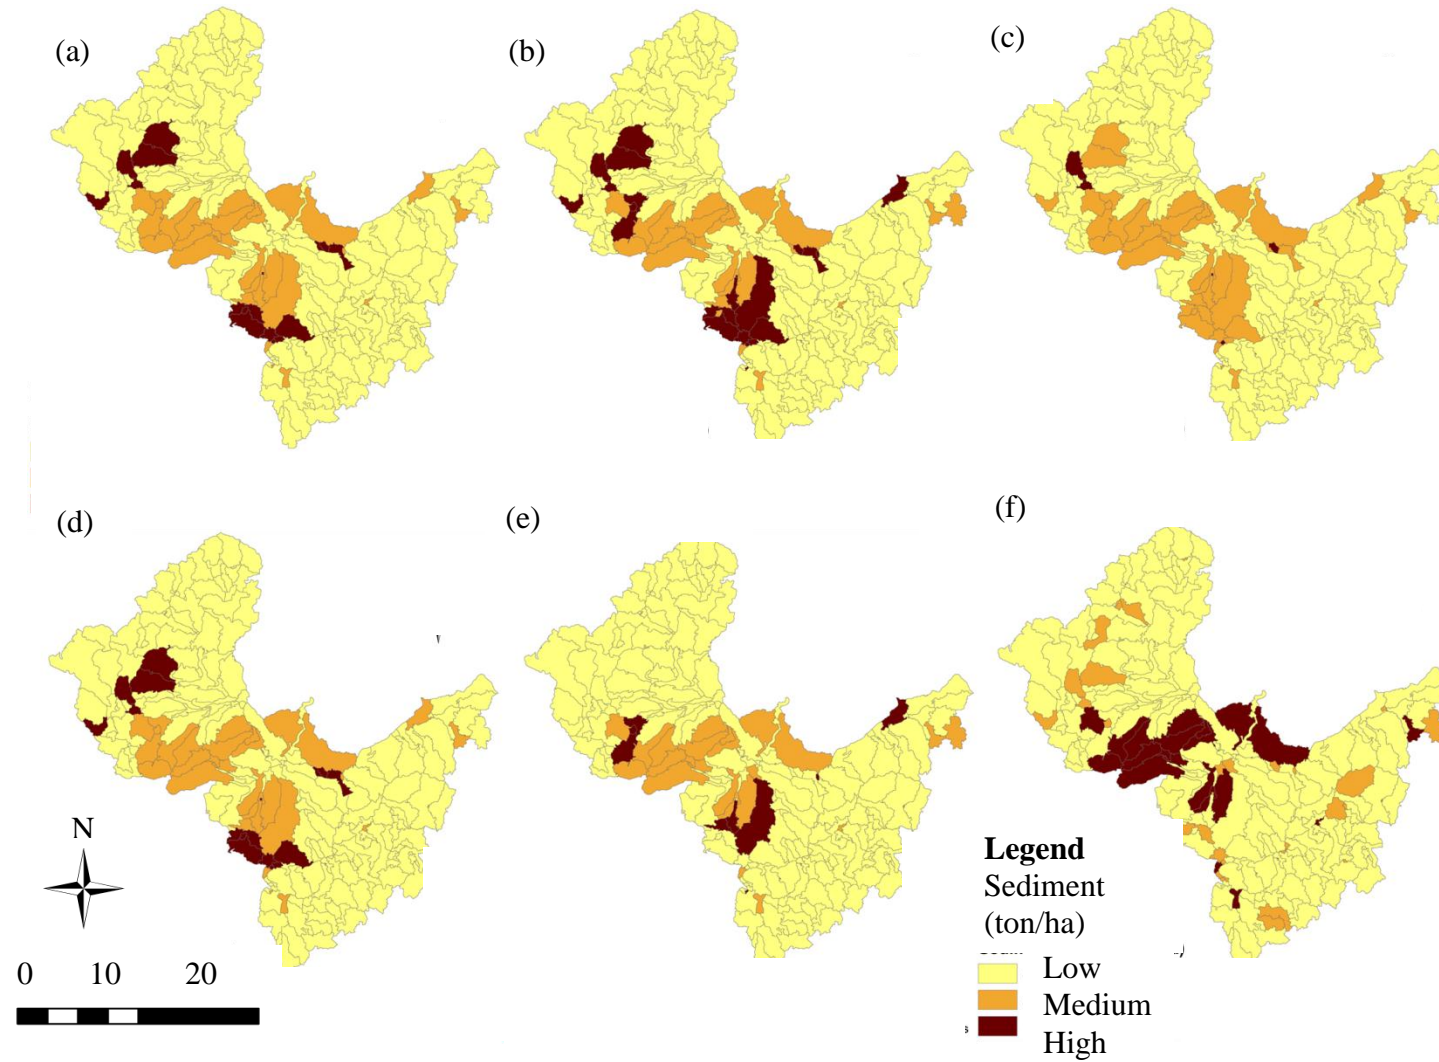 (a)
(b)
(c)
(d)
(e)
(f)
N
0 10 20
Legend
Sediment
(ton/ha)
Low
Medium
High